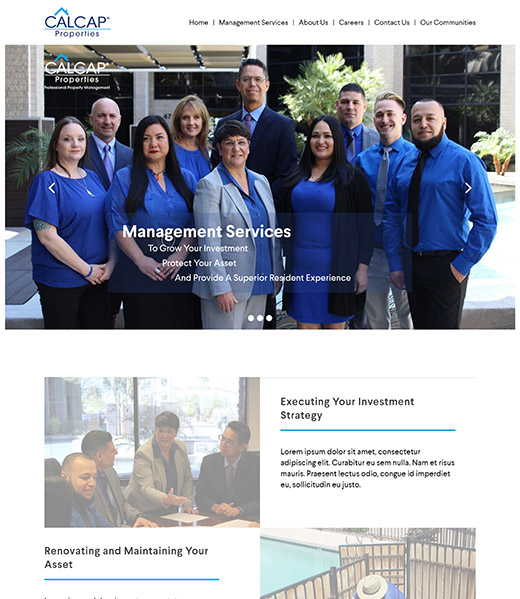 CALCAP®
Properties
Home | Management Services | About Us | Careers | Contact Us | Our Communities
CALCAP®
Properties
Professional Property Management
Management Services
To Grow Your Investment
Protect Your Asset
And Provide A Superior Resident Experience
Executing Your Investment
Strategy
Lorem ipsum dolor sit amet, consectetur
adipiscing elit. Curabitur eu sem nulla. Nam et risus
mauris. Praesent lectus odio, congue id imperdiet
eu, sollicitudin eu justo.
Renovating and Maintaining Your
Asset